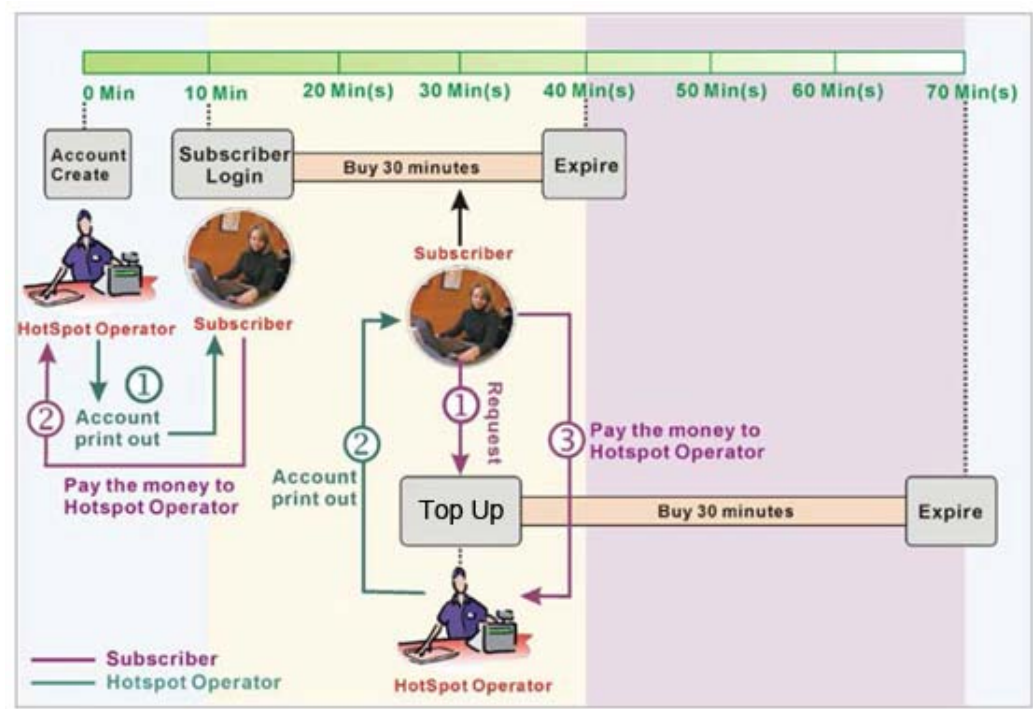 0 Min 10 Min 20 Min(s) 30 Min(s) 40 Min(s) 50 Min(s) 60 Min(s) 70 Min(s)
Account
Create
Subscriber
Login
Buy 30 minutes
Expire
HotSpot Operator
Subscriber
Subscriber
1
Account
print out
2
Pay the money to
Hotspot Operator
1
Request
2
Account
print out
3
Pay the money to
Hotspot Operator
Top Up
Buy 30 minutes
Expire
HotSpot Operator
Subscriber
Hotspot Operator